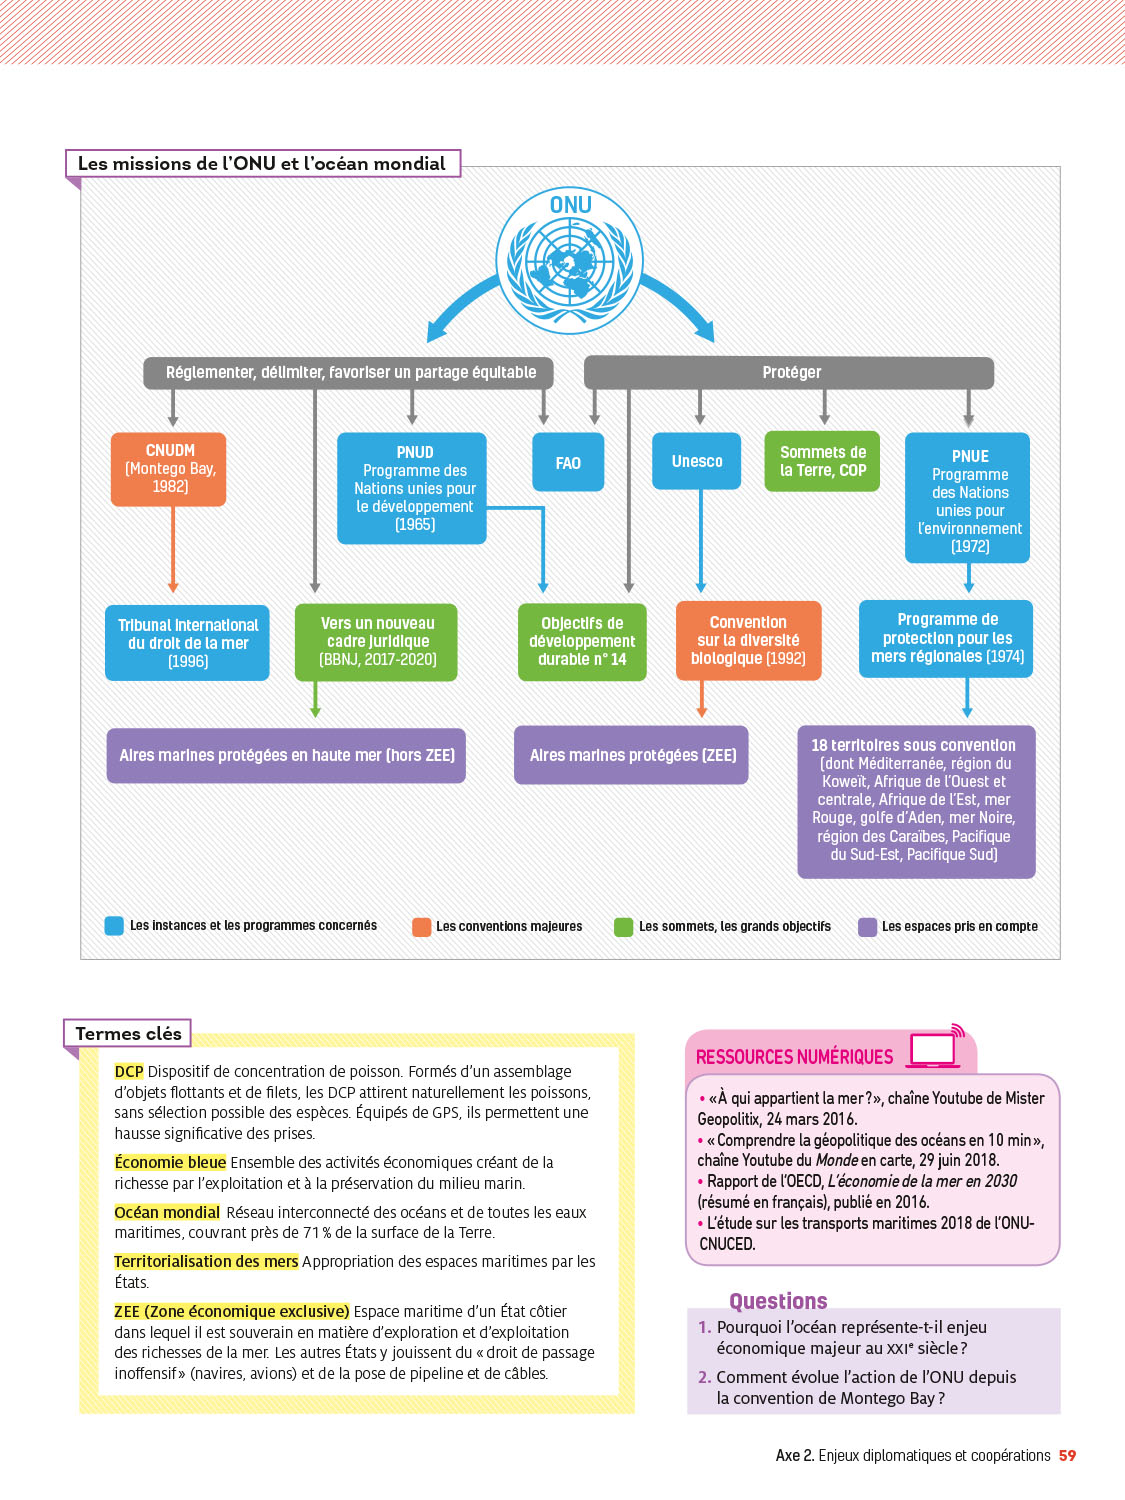 Les missions de l'ONU et l'océan mondial
ONU
Réglementer, délimiter, favoriser un partage équitable
Protéger
CNUDM
(Montego Bay,
1982)
PNUD
Programme des
Nations unies pour
le développement
(1965)
FAO
Unesco
Sommets de
la Terre, COP
PNUE
Programme
des Nations
unies pour
l'environnement
(1972)
Tribunal international
du droit de la mer
(1996)
Vers un nouveau
cadre juridique
(BBNJ, 2017-2020)
Objectifs de
développement
durable n° 14
Convention
sur la diversité
biologique (1992)
Programme de
protection pour les
mers régionales (1974)
Aires marines protégées en haute mer (hors ZEE)
Aires marines protégées (ZEE)
18 territoires sous convention
(dont Méditerranée, région du
Koweït, Afrique de l'Ouest et
centrale, Afrique de l'Est, mer
Rouge, golfe d'Aden, mer Noire,
région des Caraïbes, Pacifique
du Sud-Est, Pacifique Sud)
Les instances et les programmes concernés
Les conventions majeures
Les sommets, les grands objectifs
Les espaces pris en compte
Termes clés
DCP Dispositif de concentration de poisson. Formés d'un assemblage
d'objets flottants et de filets, les DCP attirent naturellement les poissons,
sans sélection possible des espèces. Équipés de GPS, ils permettent une
hausse significative des prises.
Économie bleue Ensemble des activités économiques créant de la
richesse par l'exploitation et à la préservation du milieu marin.
Océan mondial Réseau interconnecté des océans et de toutes les eaux
maritimes, couvrant près de 71 % de la surface de la Terre.
Territorialisation des mers Appropriation des espaces maritimes par les
États.
ZEE (Zone économique exclusive) Espace maritime d'un État côtier
dans lequel il est souverain en matière d'exploration et d'exploitation
des richesses de la mer. Les autres États y jouissent du « droit de passage
inoffensif » (navires, avions) et de la pose de pipeline et de câbles.
RESSOURCES NUMÉRIQUES
• « À qui appartient la mer ? », chaîne Youtube de Mister
Geopolitix, 24 mars 2016.
• « Comprendre la géopolitique des océans en 10 min »,
chaîne Youtube du Monde en carte, 29 juin 2018.
• Rapport de l'OECD, L'économie de la mer en 2030
(résumé en français), publié en 2016.
• L'étude sur les transports maritimes 2018 de l'ONU-
CNUCED.
Questions
1. Pourquoi l'océan représente-t-il enjeu
économique majeur au XXIe siècle ?
2. Comment évolue l'action de l'ONU depuis
la convention de Montego Bay ?
Axe 2. Enjeux diplomatiques et coopérations 59